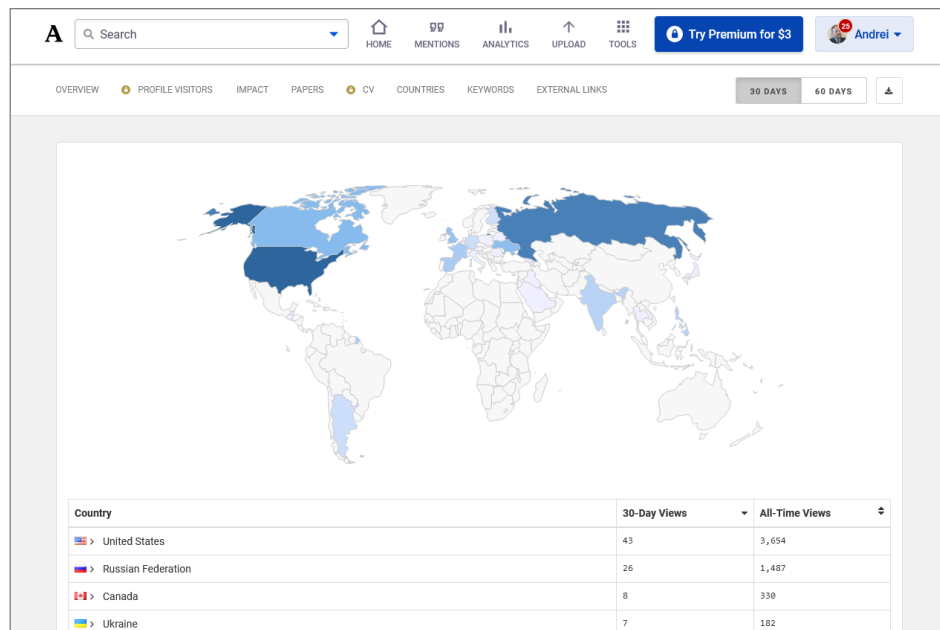 A Search HOME MENTIONS ANALYTICS UPLOAD TOOLS Try Premium for $3 25 Andrei
OVERVIEW PROFILE VISITORS IMPACT PAPERS CV COUNTRIES KEYWORDS EXTERNAL LINKS 30 DAYS 60 DAYS
Country 30-Day Views All-Time Views
United States 43 3,654
Russian Federation 26 1,487
Canada 8 330
Ukraine 7 182